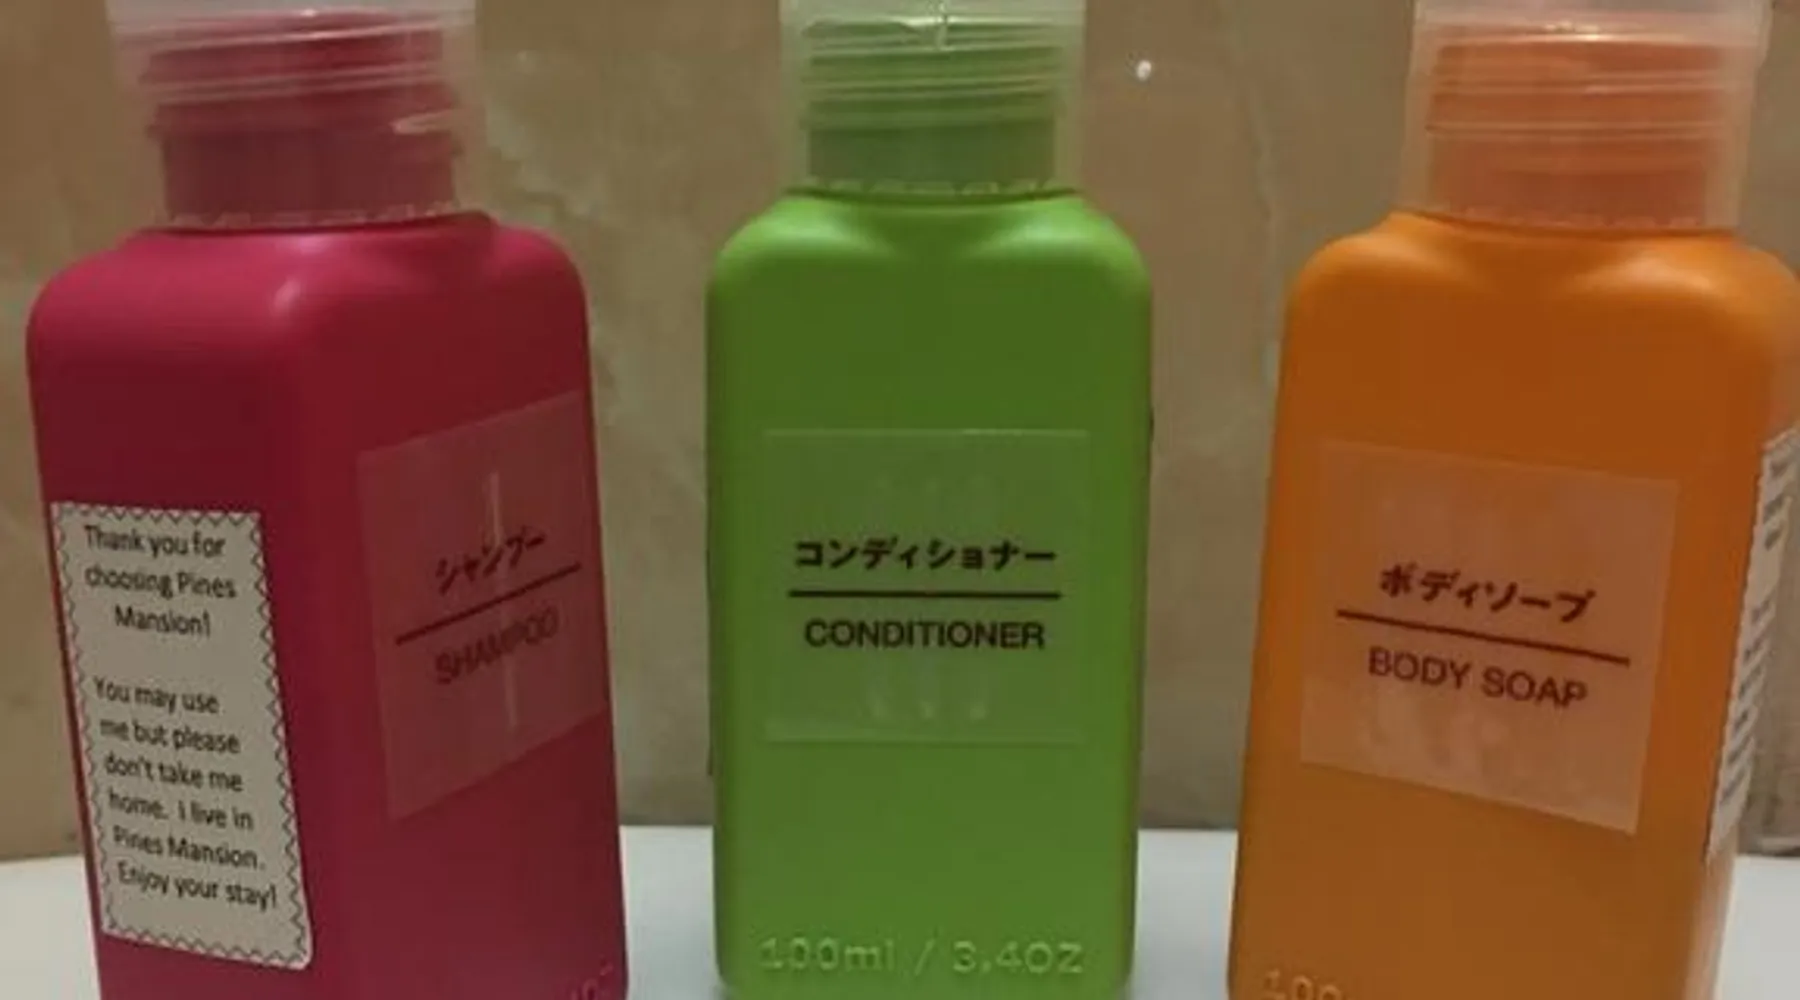 Thank you for
choosing Pines
Mansion!
You may use
me but please
don't take me
home. I live in
Pines Mansion.
Enjoy your stay!
シャンプー
SHAMPOO
コンディショナー
CONDITIONER
100ml / 3.4OZ
ボディソープ
BODY SOAP
100